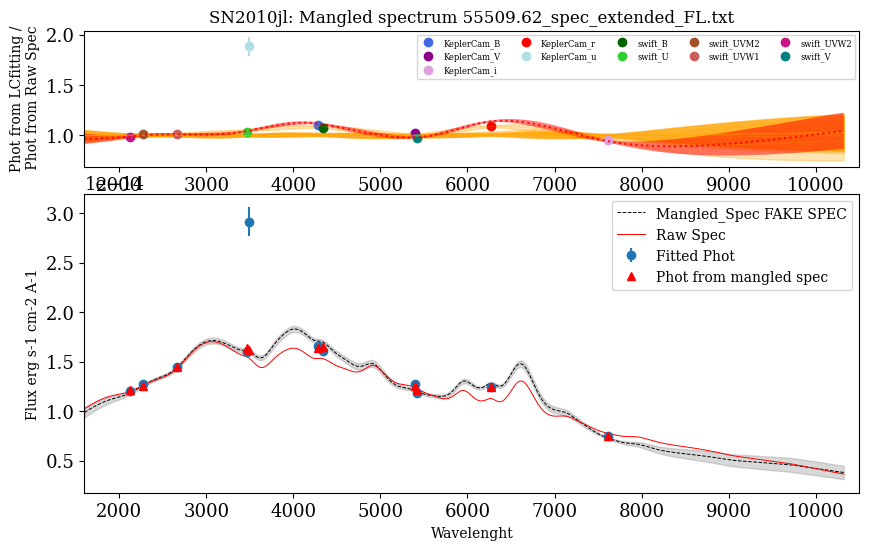 SN2010jl: Mangled spectrum 55509.62_spec_extended_FL.txt
Phot from LCfitting /
Phot from Raw Spec
2.0
1.5
1.0
KeplerCam_B
KeplerCam_V
KeplerCam_i
KeplerCam_r
KeplerCam_u
swift_B
swift_U
swift_UVM2
swift_UVW1
swift_UVW2
swift_V
2000 3000 4000 5000 6000 7000 8000 9000 10000
1e−14
Flux erg s-1 cm-2 A-1
3.0
2.5
2.0
1.5
1.0
0.5
Mangled_Spec FAKE SPEC
Raw Spec
Fitted Phot
Phot from mangled spec
2000 3000 4000 5000 6000 7000 8000 9000 10000
Wavelenght